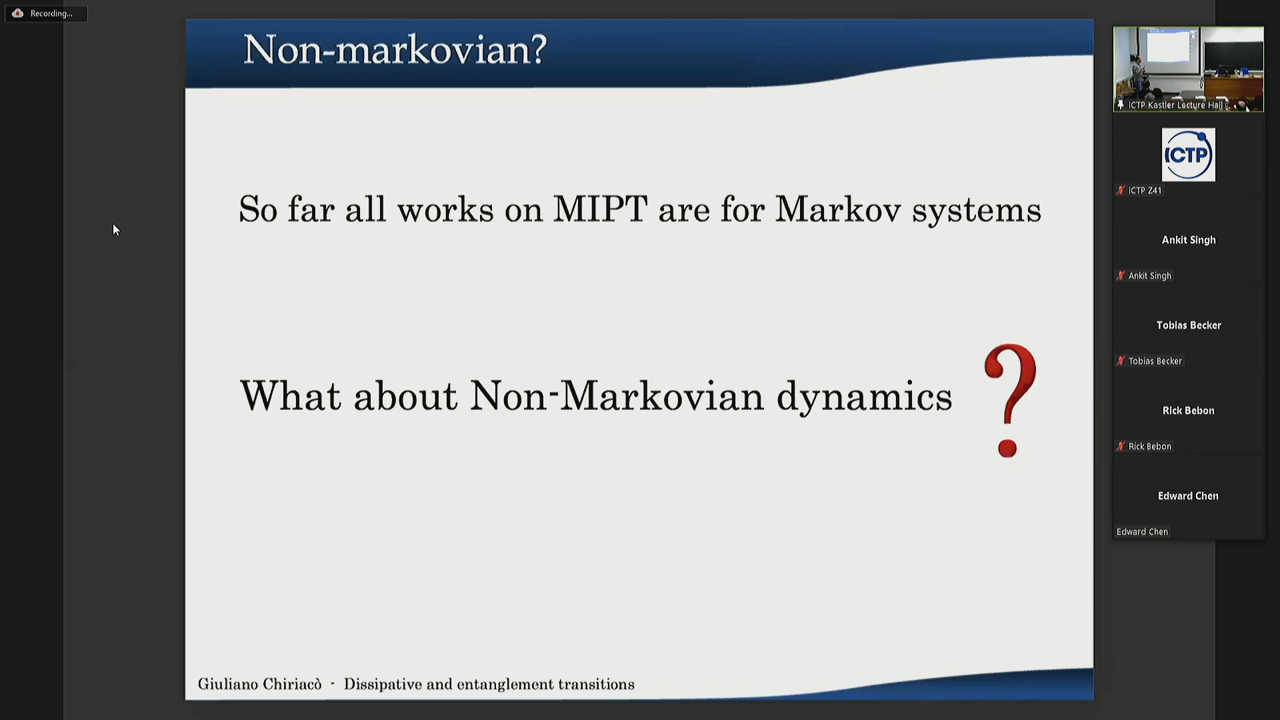 Recording...
Non-markovian?
So far all works on MIPT are for Markov systems
What about Non-Markovian dynamics ?
Giuliano Chiriacò - Dissipative and entanglement transitions
ICTP Kastler Lecture Hall
ICTP
ICTP Z41
Ankit Singh
Ankit Singh
Tobias Becker
Tobias Becker
Rick Bebon
Rick Bebon
Edward Chen
Edward Chen